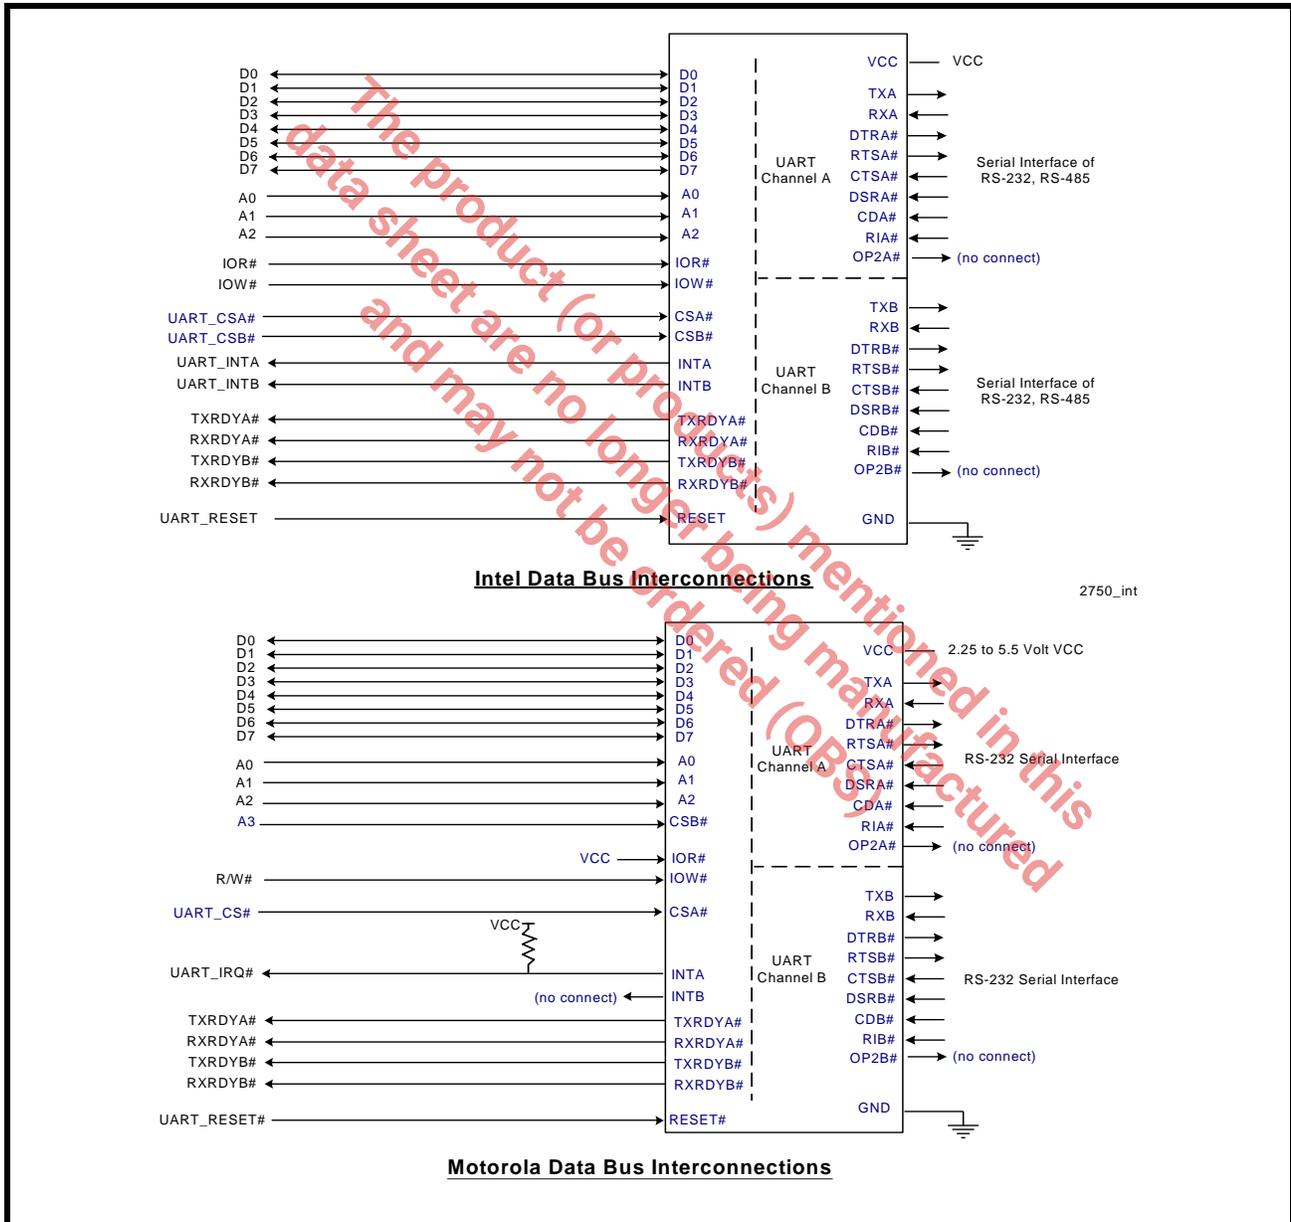 D0 D0
D1 D1
D2 D2
D3 D3
D4 D4
D5 D5
D6 D6
D7 D7
A0 A0
A1 A1
A2 A2
IOR# IOR#
IOW# IOW#
UART_CSA# CSA#
UART_CSB# CSB#
UART_INTA INTA
UART_INTB INTB
TXRDYA# TXRDYA#
RXRDYA# RXRDYA#
TXRDYB# TXRDYB#
RXRDYB# RXRDYB#
UART_RESET RESET
UART
Channel A
UART
Channel B
VCC VCC
TXA
RXA
DTRA#
RTSA#
CTSA#
DSRA#
CDA#
RIA#
OP2A# (no connect)
Serial Interface of
RS-232, RS-485
TXB
RXB
DTRB#
RTSB#
CTSB#
DSRB#
CDB#
RIB#
OP2B# (no connect)
Serial Interface of
RS-232, RS-485
GND
Intel Data Bus Interconnections
2750_int
D0 D0
D1 D1
D2 D2
D3 D3
D4 D4
D5 D5
D6 D6
D7 D7
A0 A0
A1 A1
A2 A2
A3 CSB#
VCC IOR#
R/W# IOW#
UART_CS# CSA#
VCC
UART_IRQ# INTA
(no connect) INTB
TXRDYA# TXRDYA#
RXRDYA# RXRDYA#
TXRDYB# TXRDYB#
RXRDYB# RXRDYB#
UART_RESET# RESET#
UART
Channel A
UART
Channel B
VCC 2.25 to 5.5 Volt VCC
TXA
RXA
DTRA#
RTSA#
CTSA#
DSRA#
CDA#
RIA#
OP2A# (no connect)
RS-232 Serial Interface
TXB
RXB
DTRB#
RTSB#
CTSB#
DSRB#
CDB#
RIB#
OP2B# (no connect)
RS-232 Serial Interface
GND
Motorola Data Bus Interconnections
The product (or products) mentioned in this
data sheet are no longer being manufactured
and may not be ordered (OBS)